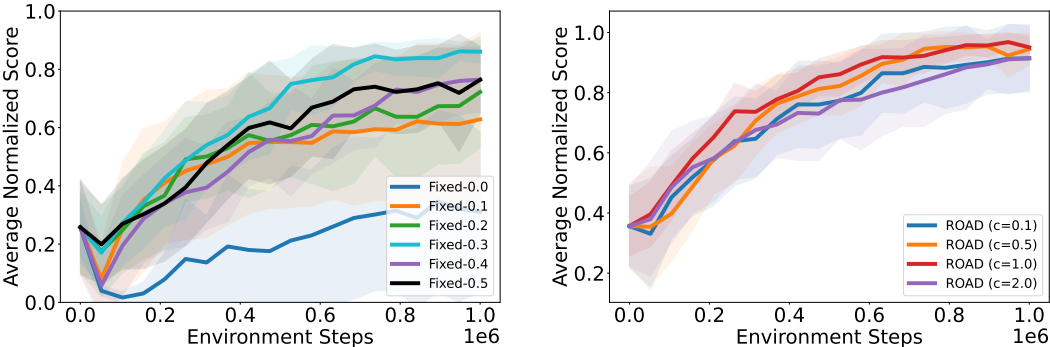 Average Normalized Score
1.0
0.8
0.6
0.4
0.2
0.0
0.0 0.2 0.4 0.6 0.8 1.0
1e6
Environment Steps
Fixed-0.0
Fixed-0.1
Fixed-0.2
Fixed-0.3
Fixed-0.4
Fixed-0.5
Average Normalized Score
1.0
0.8
0.6
0.4
0.2
0.0 0.2 0.4 0.6 0.8 1.0
1e6
Environment Steps
ROAD (c=0.1)
ROAD (c=0.5)
ROAD (c=1.0)
ROAD (c=2.0)